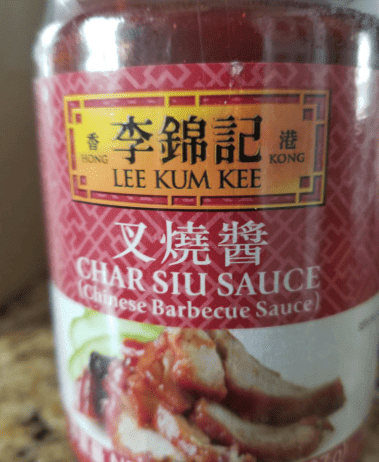 香 李錦記 港
HONG LEE KUM KEE KONG
叉燒醬
CHAR SIU SAUCE
(Chinese Barbecue Sauce)